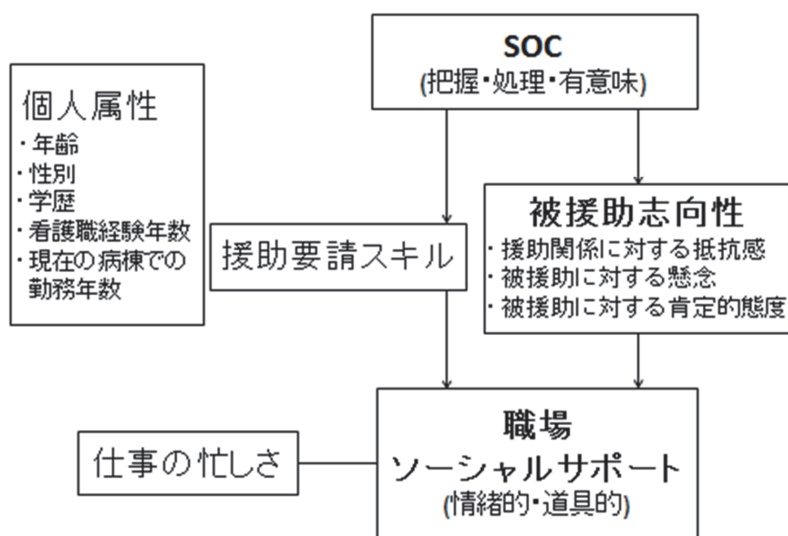 SOC
(把握・処理・有意味)
個人属性
・年齢
・性別
・学歴
・看護職経験年数
・現在の病棟での
勤務年数
援助要請スキル
被援助志向性
・援助関係に対する抵抗感
・被援助に対する懸念
・被援助に対する肯定的態度
仕事の忙しさ
職場
ソーシャルサポート
(情緒的・道具的)